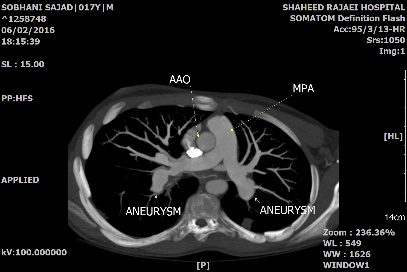 SOBHANI SAJAD|017Y|M
^1258748
06/02/2016
18:15:39
SL : 15.00
PP:HFS
APPLIED
kV:100.000000
SHAHEED RAJAEI HOSPITAL
SOMATOM Definition Flash
Acc:95/3/13-HR
Srs:1050
Img:1
AAO
MPA
[HL]
ANEURYSM
ANEURYSM
14cm
Zoom : 236.36%
WL : 549
WW : 1626
WINDOW1
[P]